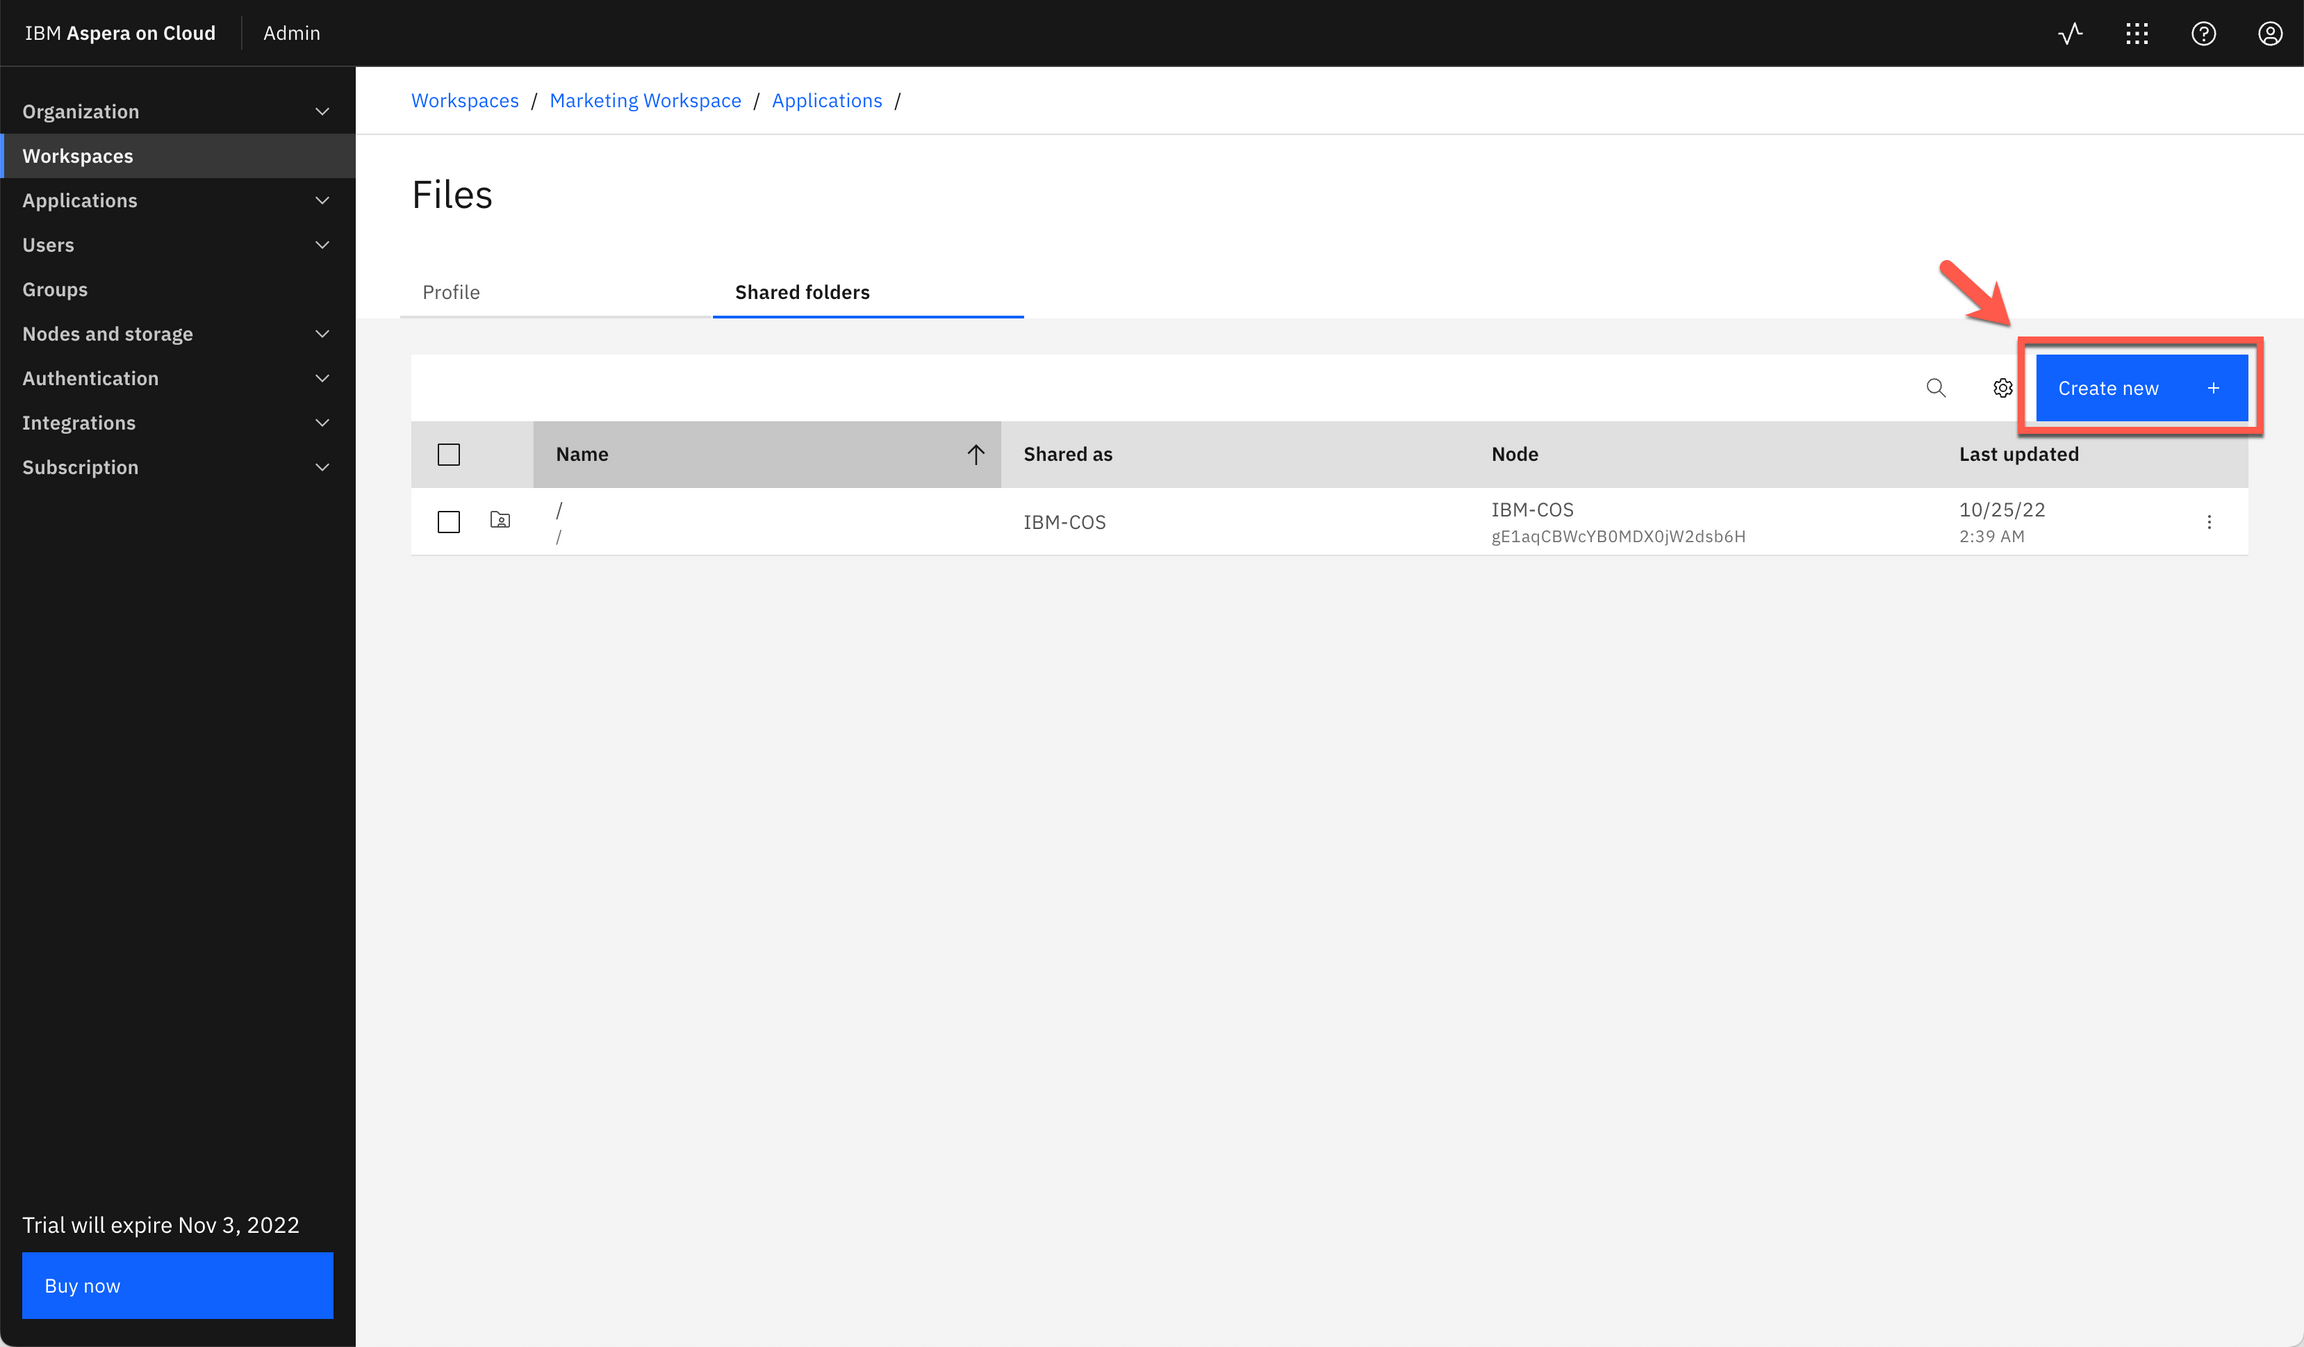 IBM Aspera on Cloud
Admin
Organization
Workspaces
Applications
Users
Groups
Nodes and storage
Authentication
Integrations
Subscription
Trial will expire Nov 3, 2022
Buy now
Workspaces / Marketing Workspace / Applications /
Files
Profile
Shared folders
Create new +
Name
Shared as
Node
Last updated
/
/
IBM-COS
IBM-COS
gE1aqCBWcYB0MDX0jW2dsb6H
10/25/22
2:39 AM